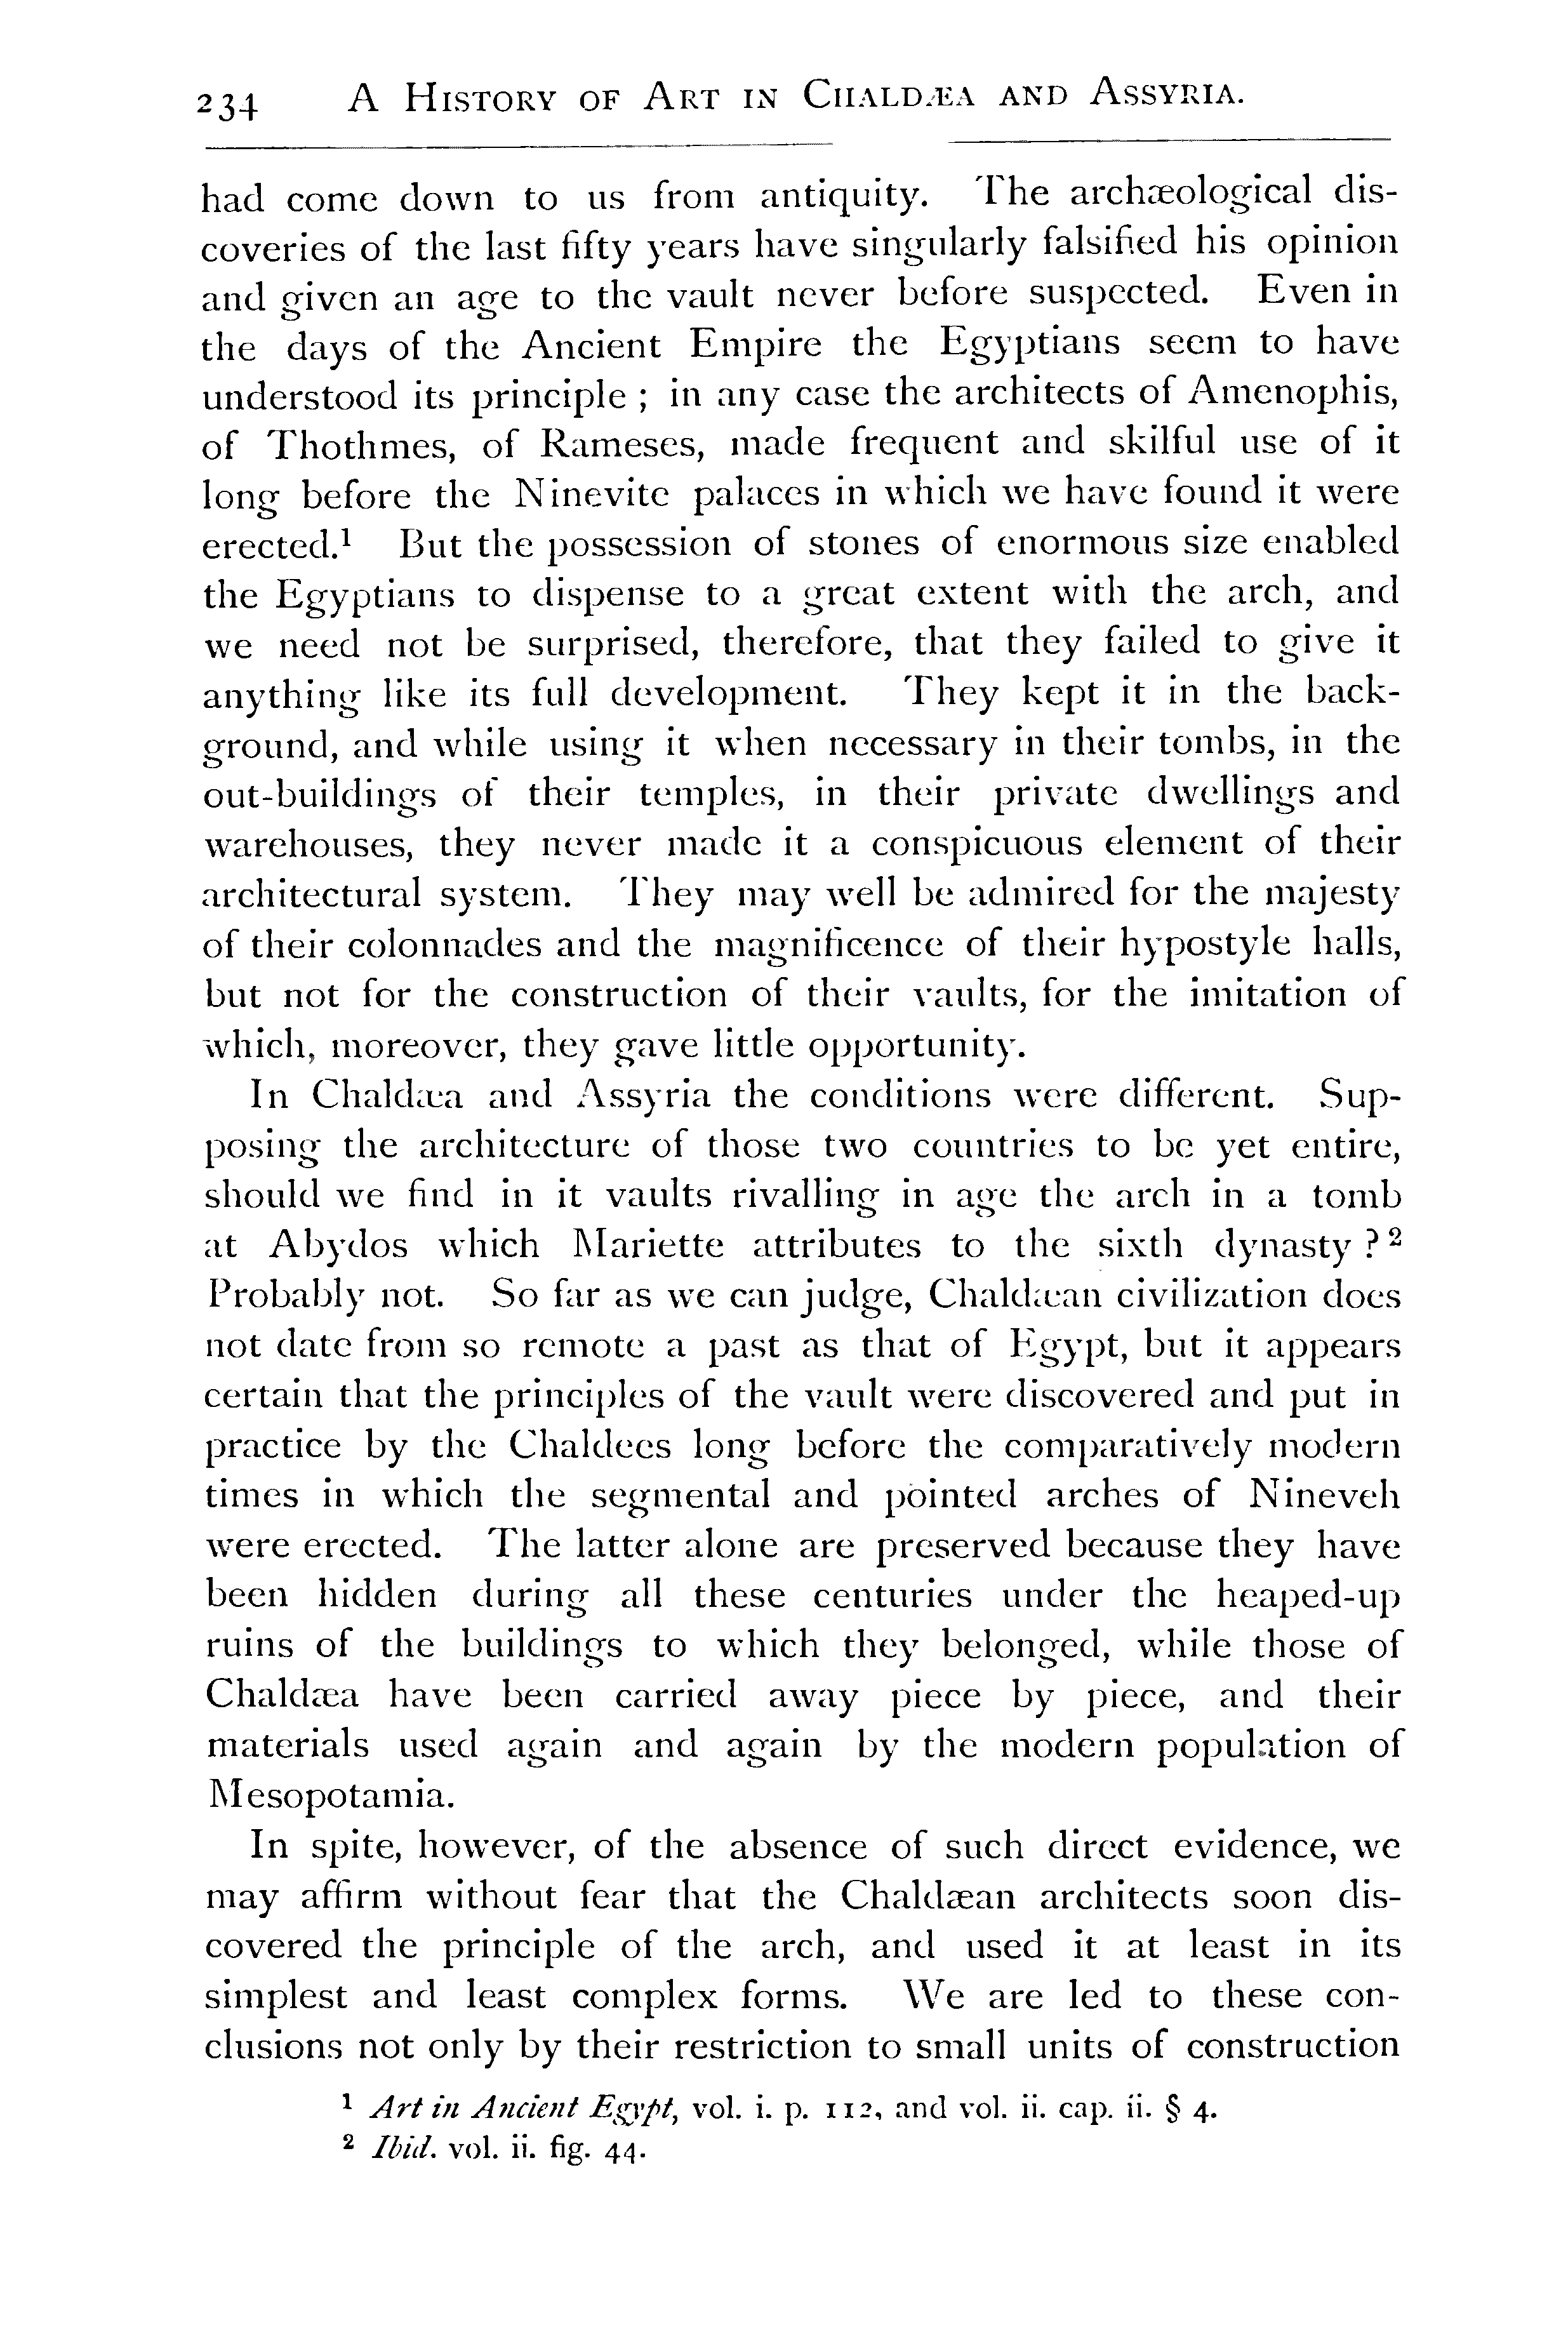 234 A History of Art in Chaldæa and Assyria.
had come down to us from antiquity. The archæological dis-
coveries of the last fifty years have singularly falsified his opinion
and given an age to the vault never before suspected. Even in
the days of the Ancient Empire the Egyptians seem to have
understood its principle ; in any case the architects of Amenophis,
of Thothmes, of Rameses, made frequent and skilful use of it
long before the Ninevite palaces in which we have found it were
erected.¹ But the possession of stones of enormous size enabled
the Egyptians to dispense to a great extent with the arch, and
we need not be surprised, therefore, that they failed to give it
anything like its full development. They kept it in the back-
ground, and while using it when necessary in their tombs, in the
out-buildings of their temples, in their private dwellings and
warehouses, they never made it a conspicuous element of their
architectural system. They may well be admired for the majesty
of their colonnades and the magnificence of their hypostyle halls,
but not for the construction of their vaults, for the imitation of
which, moreover, they gave little opportunity.
In Chaldæa and Assyria the conditions were different. Sup-
posing the architecture of those two countries to be yet entire,
should we find in it vaults rivalling in age the arch in a tomb
at Abydos which Mariette attributes to the sixth dynasty ?²
Probably not. So far as we can judge, Chaldæan civilization does
not date from so remote a past as that of Egypt, but it appears
certain that the principles of the vault were discovered and put in
practice by the Chaldees long before the comparatively modern
times in which the segmental and pointed arches of Nineveh
were erected. The latter alone are preserved because they have
been hidden during all these centuries under the heaped-up
ruins of the buildings to which they belonged, while those of
Chaldæa have been carried away piece by piece, and their
materials used again and again by the modern population of
Mesopotamia.
In spite, however, of the absence of such direct evidence, we
may affirm without fear that the Chaldæan architects soon dis-
covered the principle of the arch, and used it at least in its
simplest and least complex forms. We are led to these con-
clusions not only by their restriction to small units of construction
¹ Art in Ancient Egypt, vol. i. p. 112, and vol. ii. cap. ii. § 4.
² Ibid. vol. ii. fig. 44.